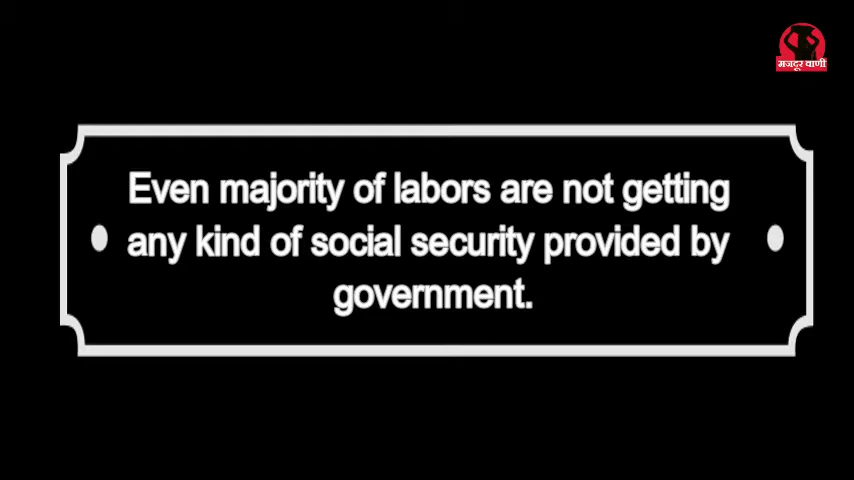 मजदूर वाणी
Even majority of labors are not getting
any kind of social security provided by
government.